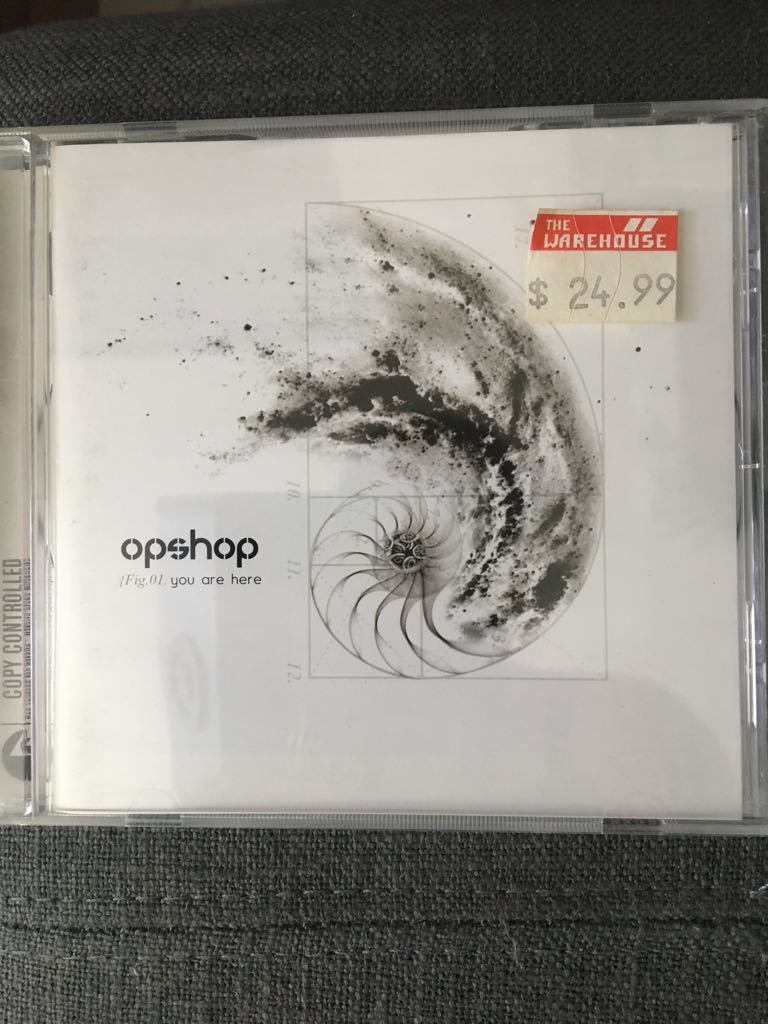 THE
WAREHOUSE
$ 24.99
10.
opshop
{Fig.01. you are here
11.
12.
COPY CONTROLLED